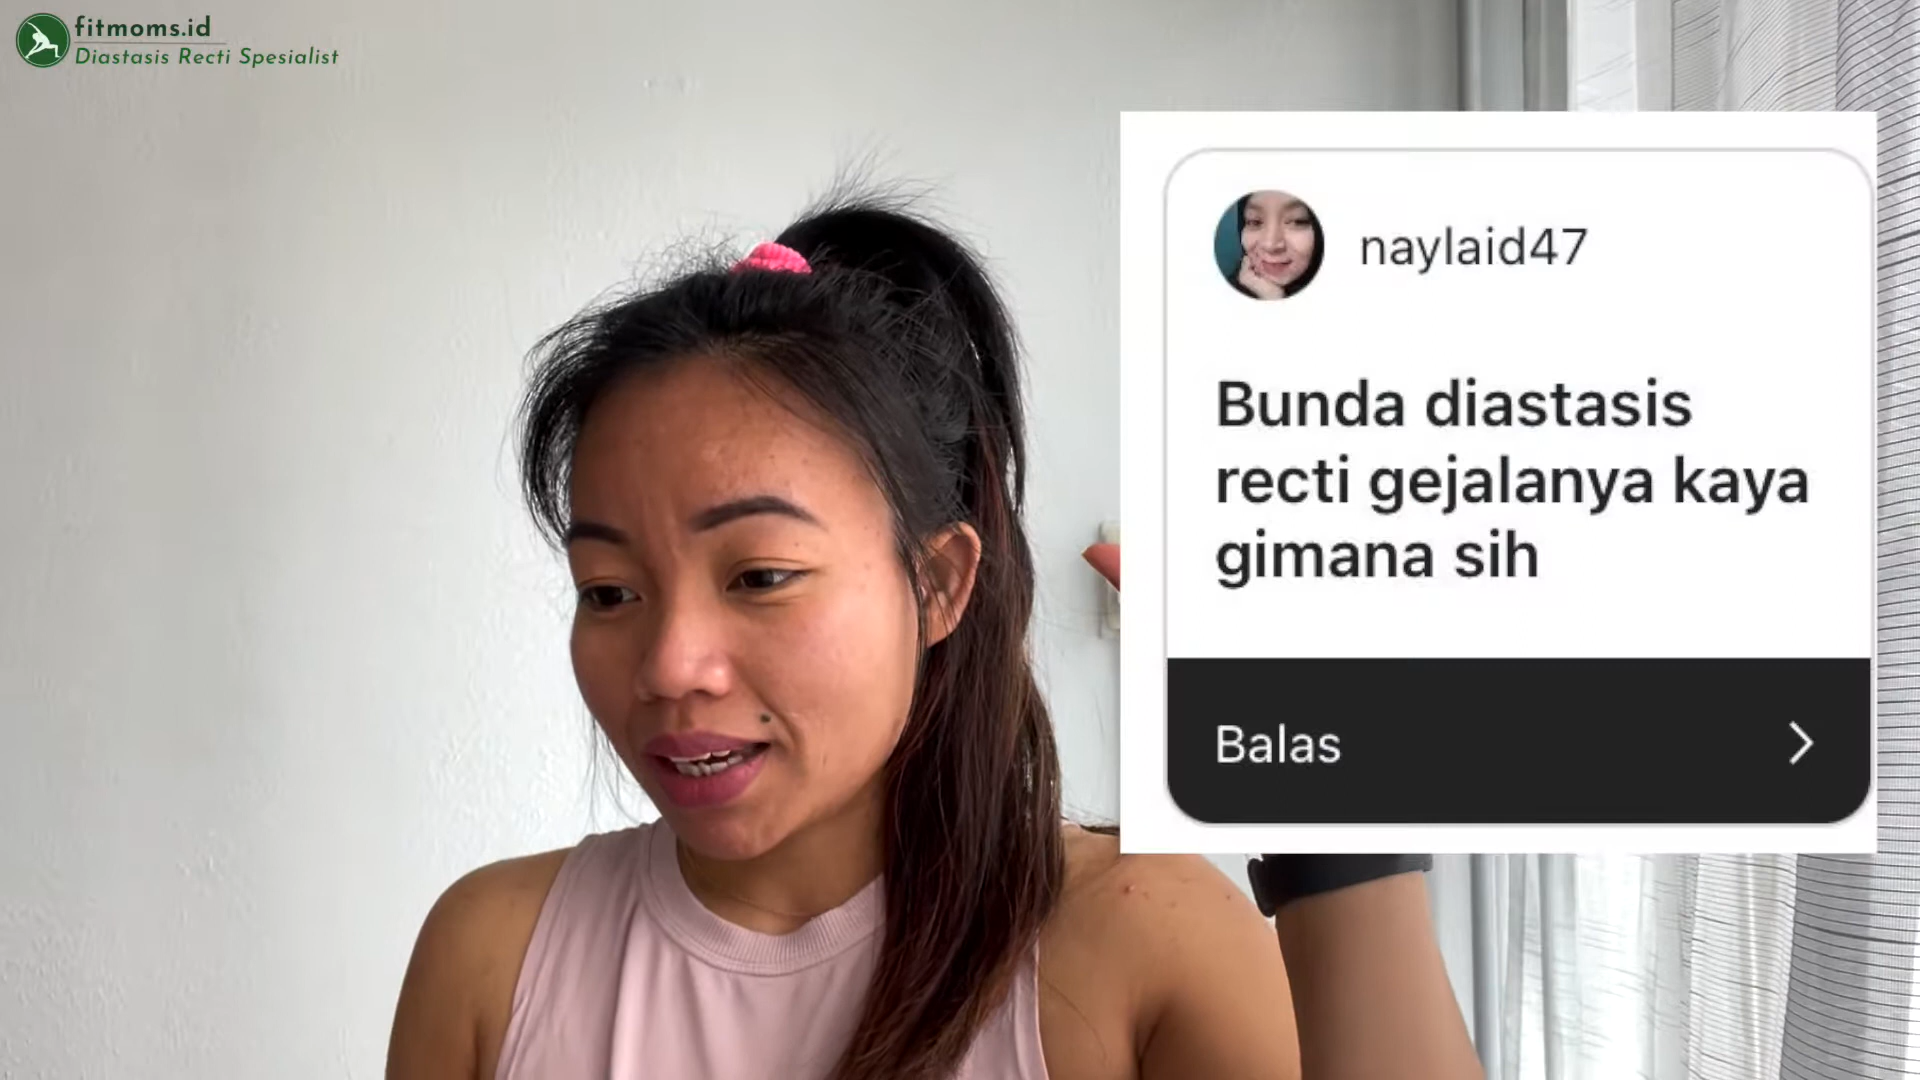 fitmoms.id
Diastasis Recti Spesialist
naylaid47
Bunda diastasis
recti gejalanya kaya
gimana sih
Balas